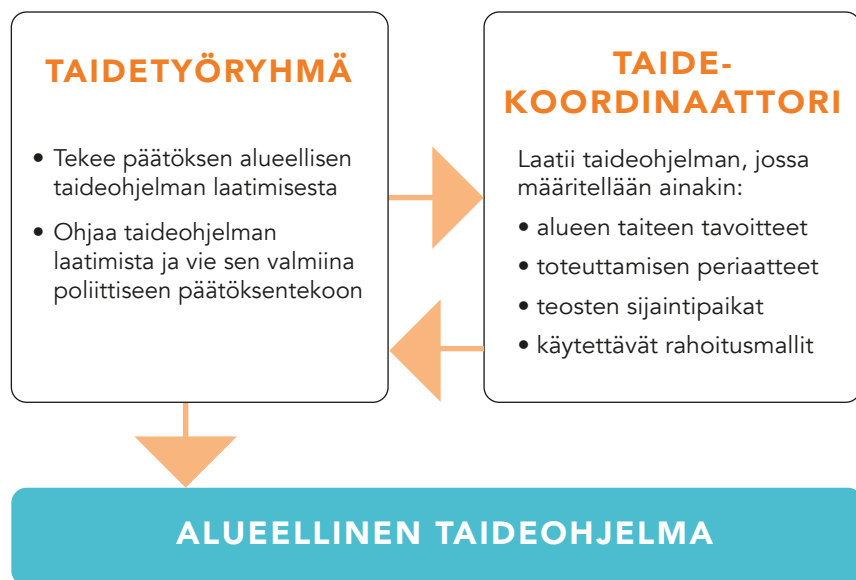 TAIDETYÖRYHMÄ
• Tekee päätöksen alueellisen
taideohjelman laatimisesta
• Ohjaa taideohjelman
laatimista ja vie sen valmiina
poliittiseen päätöksentekoon
TAIDE-
KOORDINAATTORI
Laatii taideohjelman, jossa
määritellään ainakin:
• alueen taiteen tavoitteet
• toteuttamisen periaatteet
• teosten sijaintipaikat
• käytettävät rahoitusmallit
ALUEELLINEN TAIDEOHJELMA